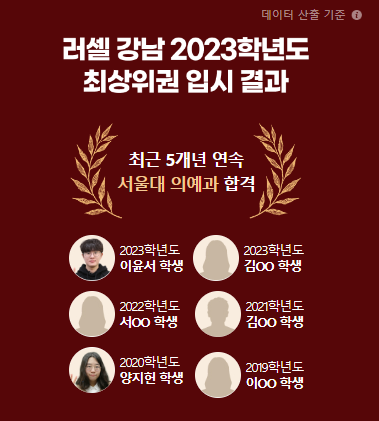 데이터 산출 기준
러셀 강남 2023학년도
최상위권 입시 결과
최근 5개년 연속
서울대 의예과 합격
2023학년도
이윤서 학생
2023학년도
김OO 학생
2022학년도
서OO 학생
2021학년도
김OO 학생
2020학년도
양지헌 학생
2019학년도
이OO 학생